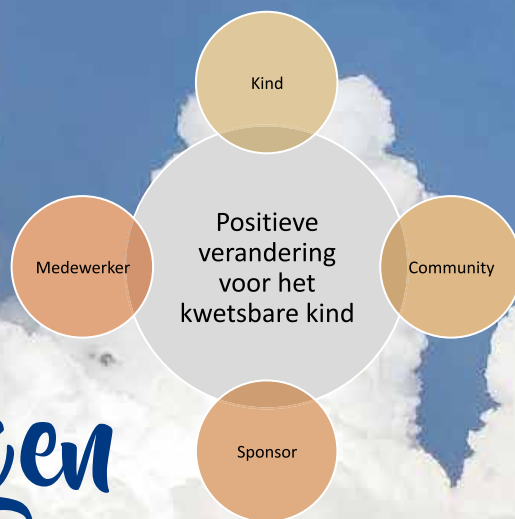 Kind
Medewerker
Positieve
verandering
voor het
kwetsbare kind
Community
Sponsor